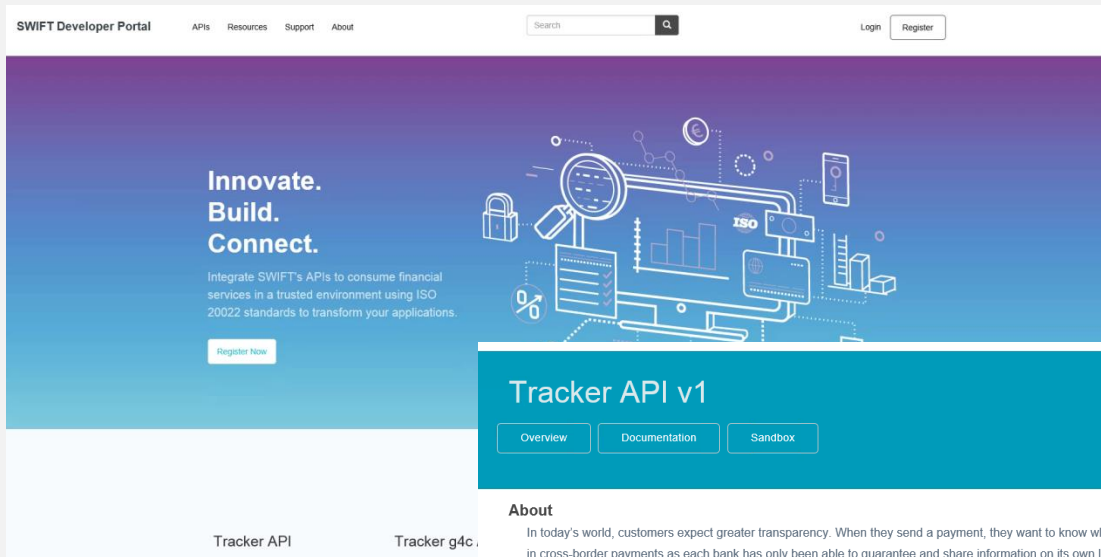 SWIFT Developer Portal
APIs Resources Support About
Search
Login Register
Innovate.
Build.
Connect.
Integrate SWIFT's APIs to consume financial
services in a trusted environment using ISO
20022 standards to transform your applications.
Register Now
ISO
Tracker API v1
Overview Documentation Sandbox
About
In today's world, customers expect greater transparency. When they send a payment, they want to know
in cross-border payments as each bank has only been able to guarantee and share information on its own
Tracker API
Tracker g4c